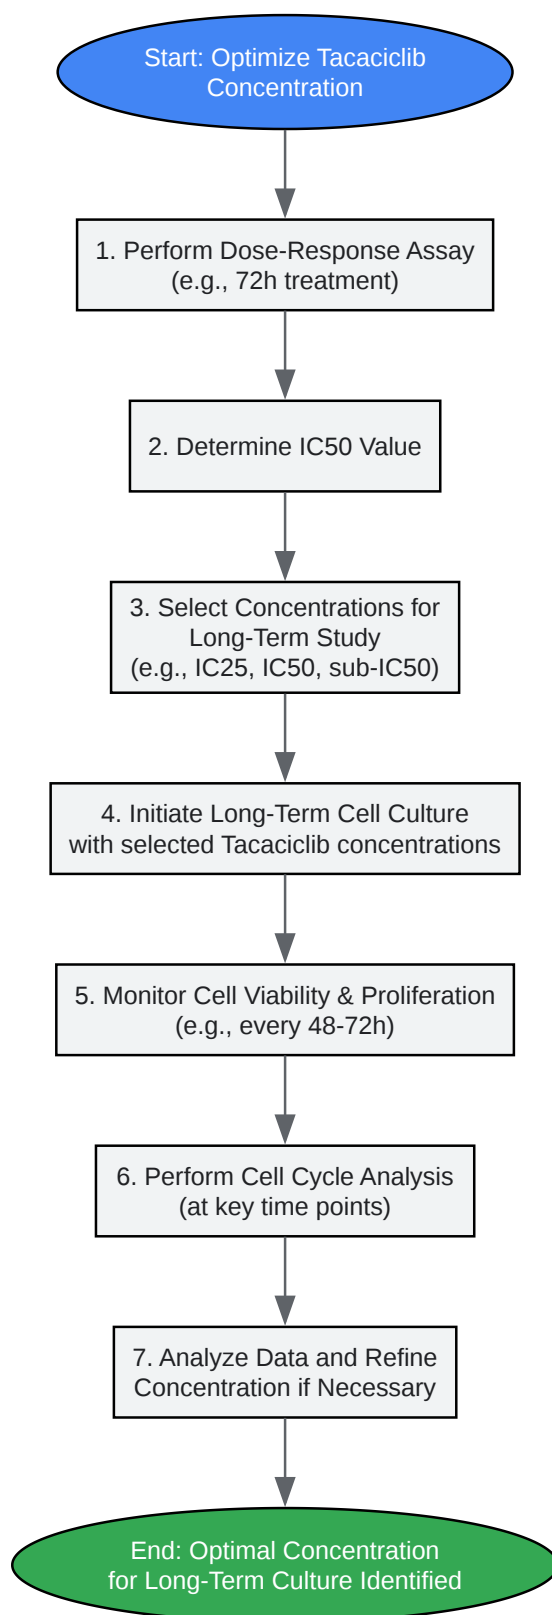 Start: Optimize Tacaciclib
Concentration
1. Perform Dose-Response Assay
(e.g., 72h treatment)
2. Determine IC50 Value
3. Select Concentrations for
Long-Term Study
(e.g., IC25, IC50, sub-IC50)
4. Initiate Long-Term Cell Culture
with selected Tacaciclib concentrations
5. Monitor Cell Viability & Proliferation
(e.g., every 48-72h)
6. Perform Cell Cycle Analysis
(at key time points)
7. Analyze Data and Refine
Concentration if Necessary
End: Optimal Concentration
for Long-Term Culture Identified